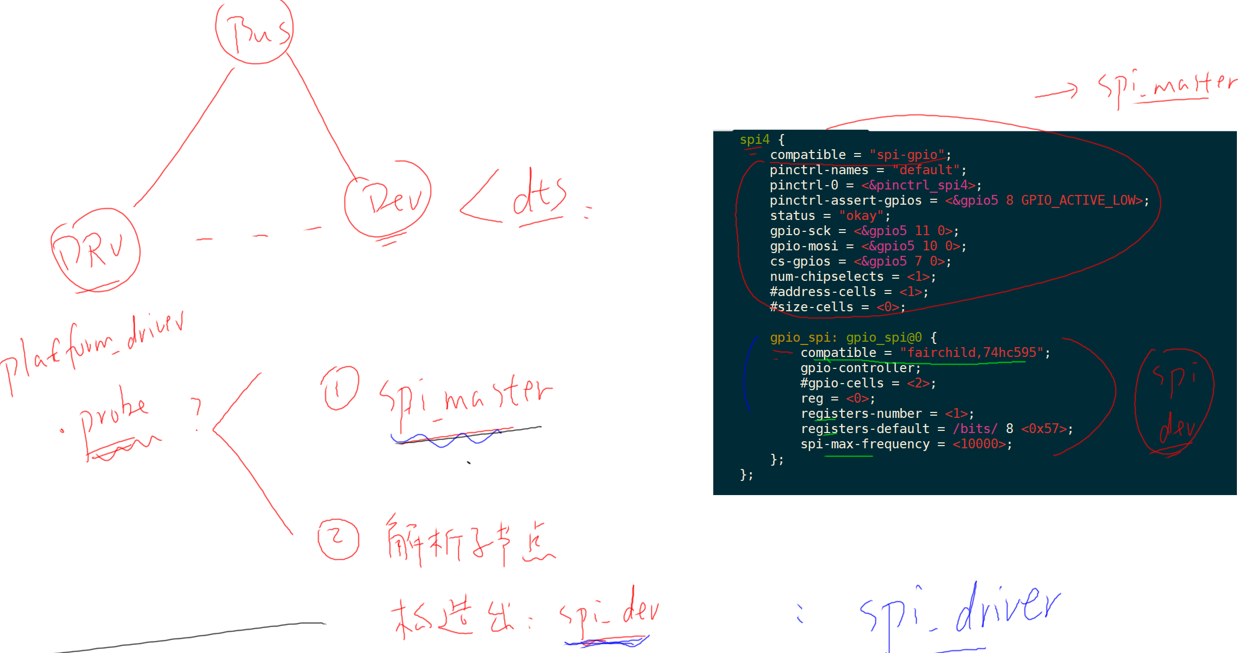 Bus
DRV
Dev
dts:
platform_driver
probe ?
① spi_master
② 解析子节点
构造出: spi_dev
: spi_driver
→ spi_master
spi4 {
compatible = "spi-gpio";
pinctrl-names = "default";
pinctrl-0 = <&pinctrl_spi4>;
pinctrl-assert-gpios = <&gpio5 8 GPIO_ACTIVE_LOW>;
status = "okay";
gpio-sck = <&gpio5 11 0>;
gpio-mosi = <&gpio5 10 0>;
cs-gpios = <&gpio5 7 0>;
num-chipselects = <1>;
#address-cells = <1>;
#size-cells = <0>;
gpio_spi: gpio_spi@0 {
compatible = "fairchild,74hc595";
gpio-controller;
#gpio-cells = <2>;
reg = <0>;
registers-number = <1>;
registers-default = /bits/ 8 <0x57>;
spi-max-frequency = <10000>;
};
};
spi
dev